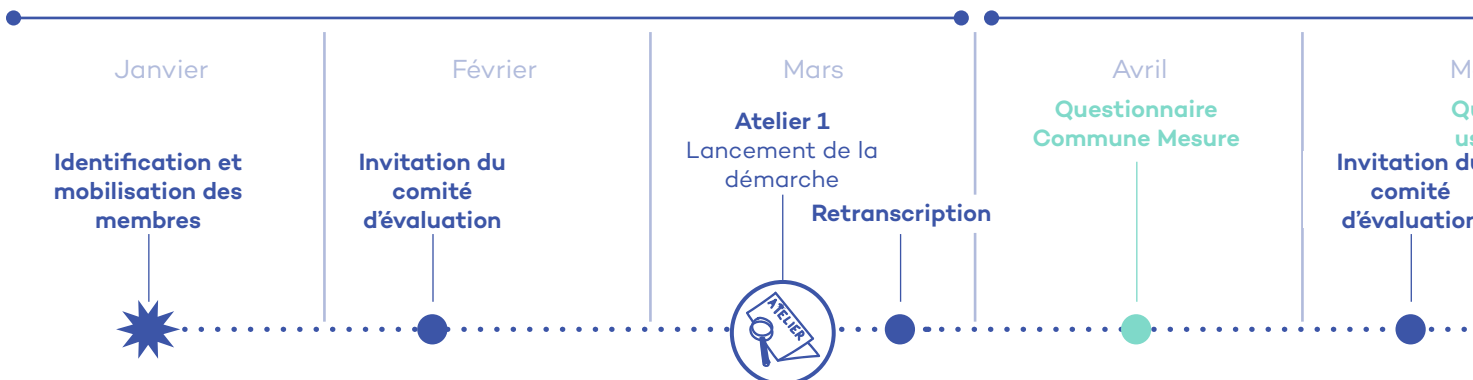 Janvier
Février
Mars
Avril
Identification et
mobilisation des
membres
Invitation du
comité
d'évaluation
Atelier 1
Lancement de la
démarche
Retranscription
ATELIER
Questionnaire
Commune Mesure
Invitation du
comité
d'évaluation